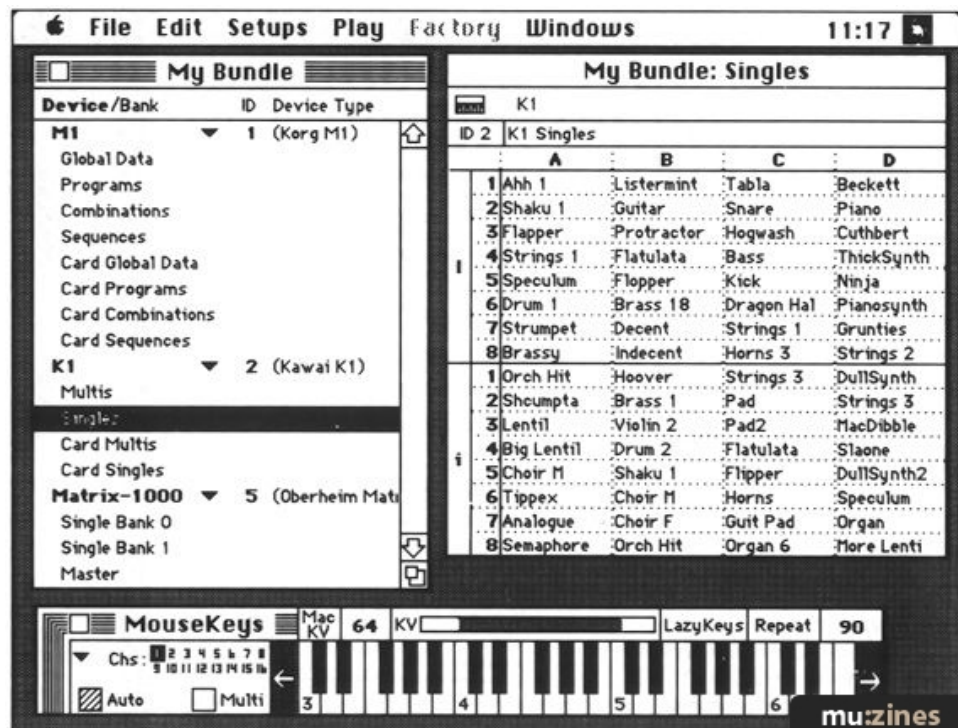 File Edit Setups Play Factory Windows 11:17
My Bundle
Device/Bank ID Device Type
M1 1 (Korg M1)
Global Data
Programs
Combinations
Sequences
Card Global Data
Card Programs
Card Combinations
Card Sequences
K1 2 (Kawai K1)
Multis
Singles
Card Multis
Card Singles
Matrix-1000 5 (Oberheim Mat
Single Bank 0
Single Bank 1
Master
My Bundle: Singles
K1
ID 2 K1 Singles
A B C D
I
1 Ahh 1 Listermint Tabla Beckett
2 Shaku 1 Guitar Snare Piano
3 Flapper Protractor Hogwash Cuthbert
4 Strings 1 Flatulata Bass ThickSynth
5 Speculum Flopper Kick Ninja
6 Drum 1 Brass 18 Dragon Hal Pianosynth
7 Strumpet Decent Strings 1 Grunties
8 Brassy Indecent Horns 3 Strings 2
i
1 Orch Hit Hoover Strings 3 DullSynth
2 Shcumpta Brass 1 Pad Strings 3
3 Lentil Violin 2 Pad2 MacDibble
4 Big Lentil Drum 2 Flatulata Slaone
5 Choir M Shaku 1 Flipper DullSynth2
6 Tippex Choir M Horns Speculum
7 Analogue Choir F Guit Pad Organ
8 Semaphore Orch Hit Organ 6 More Lenti
MouseKeys Mac KV 64 KV LazyKeys Repeat 90
Chs: 1 2 3 4 5 6 7 8
9 10 11 12 13 14 15 16
Auto Multi
3 4 5 6
mu:zines